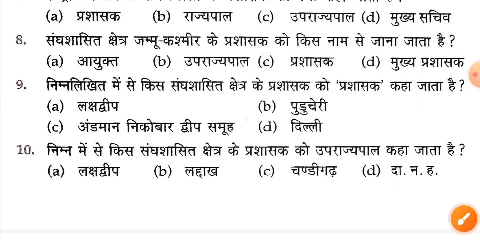 (a) प्रशासक (b) राज्यपाल (c) उपराज्यपाल (d) मुख्य सचिव
8. संघशासित क्षेत्र जम्मू-कश्मीर के प्रशासक को किस नाम से जाना जाता है ?
(a) आयुक्त (b) उपराज्यपाल (c) प्रशासक (d) मुख्य प्रशासक
9. निम्नलिखित में से किस संघशासित क्षेत्र के प्रशासक को 'प्रशासक' कहा जाता है ?
(a) लक्षद्वीप (b) पुडुचेरी
(c) अंडमान निकोबार द्वीप समूह (d) दिल्ली
10. निम्न में से किस संघशासित क्षेत्र के प्रशासक को उपराज्यपाल कहा जाता है ?
(a) लक्षद्वीप (b) लद्दाख (c) चण्डीगढ़ (d) दा. न. ह.